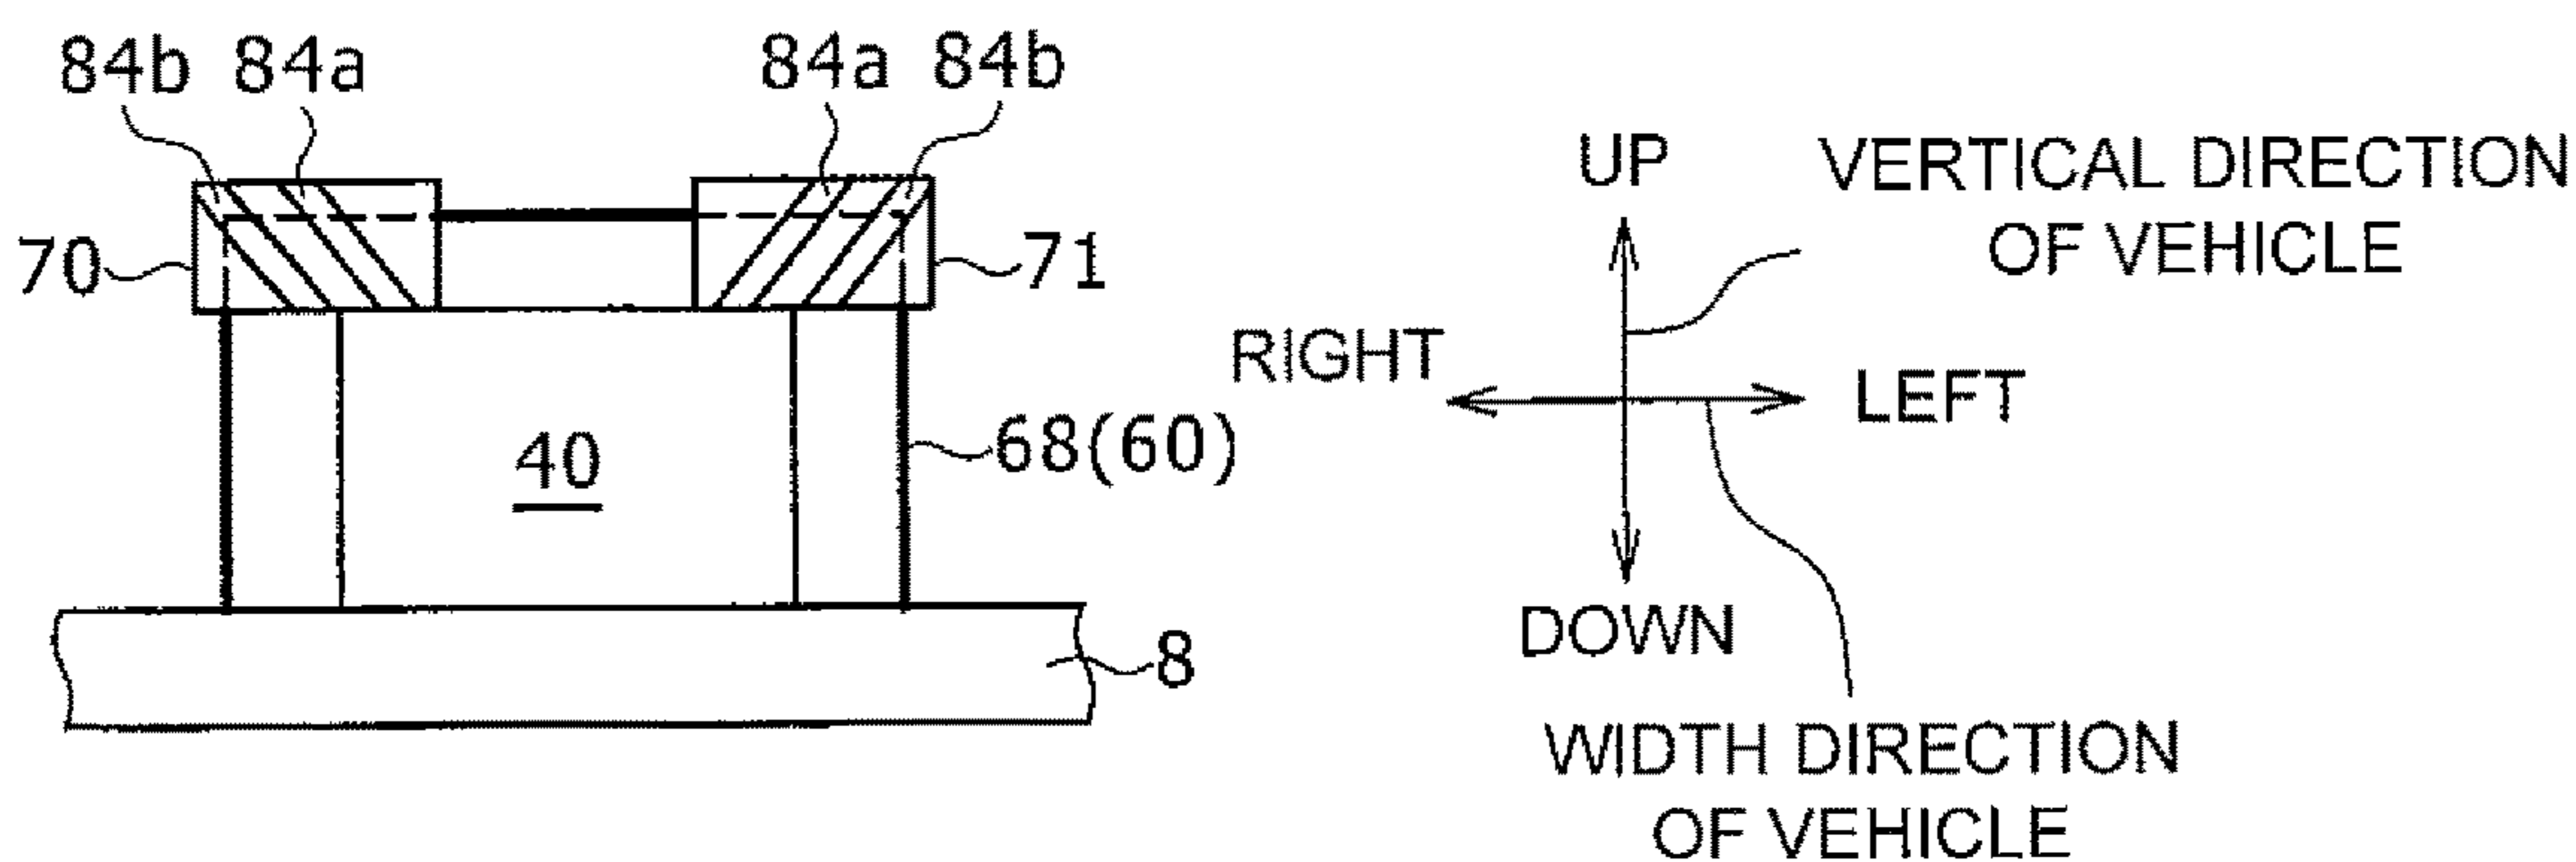 84b 84a 84a 84b
UP
VERTICAL DIRECTION
OF VEHICLE
70
71
RIGHT
LEFT
40
68(60)
DOWN
8
WIDTH DIRECTION
OF VEHICLE